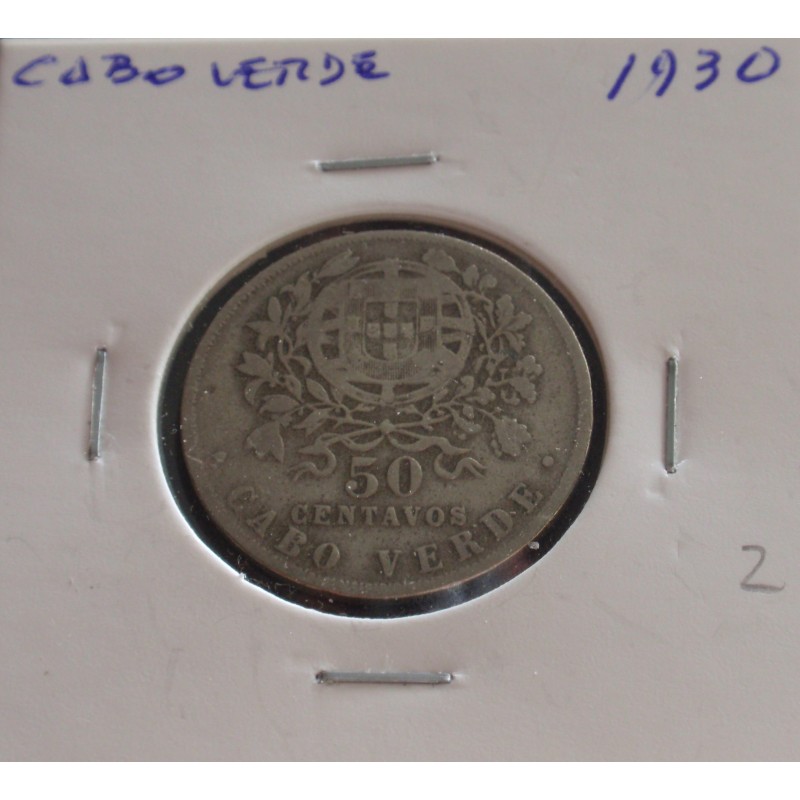 CABO VERDE 1930
50
CENTAVOS
CABO VERDE
2